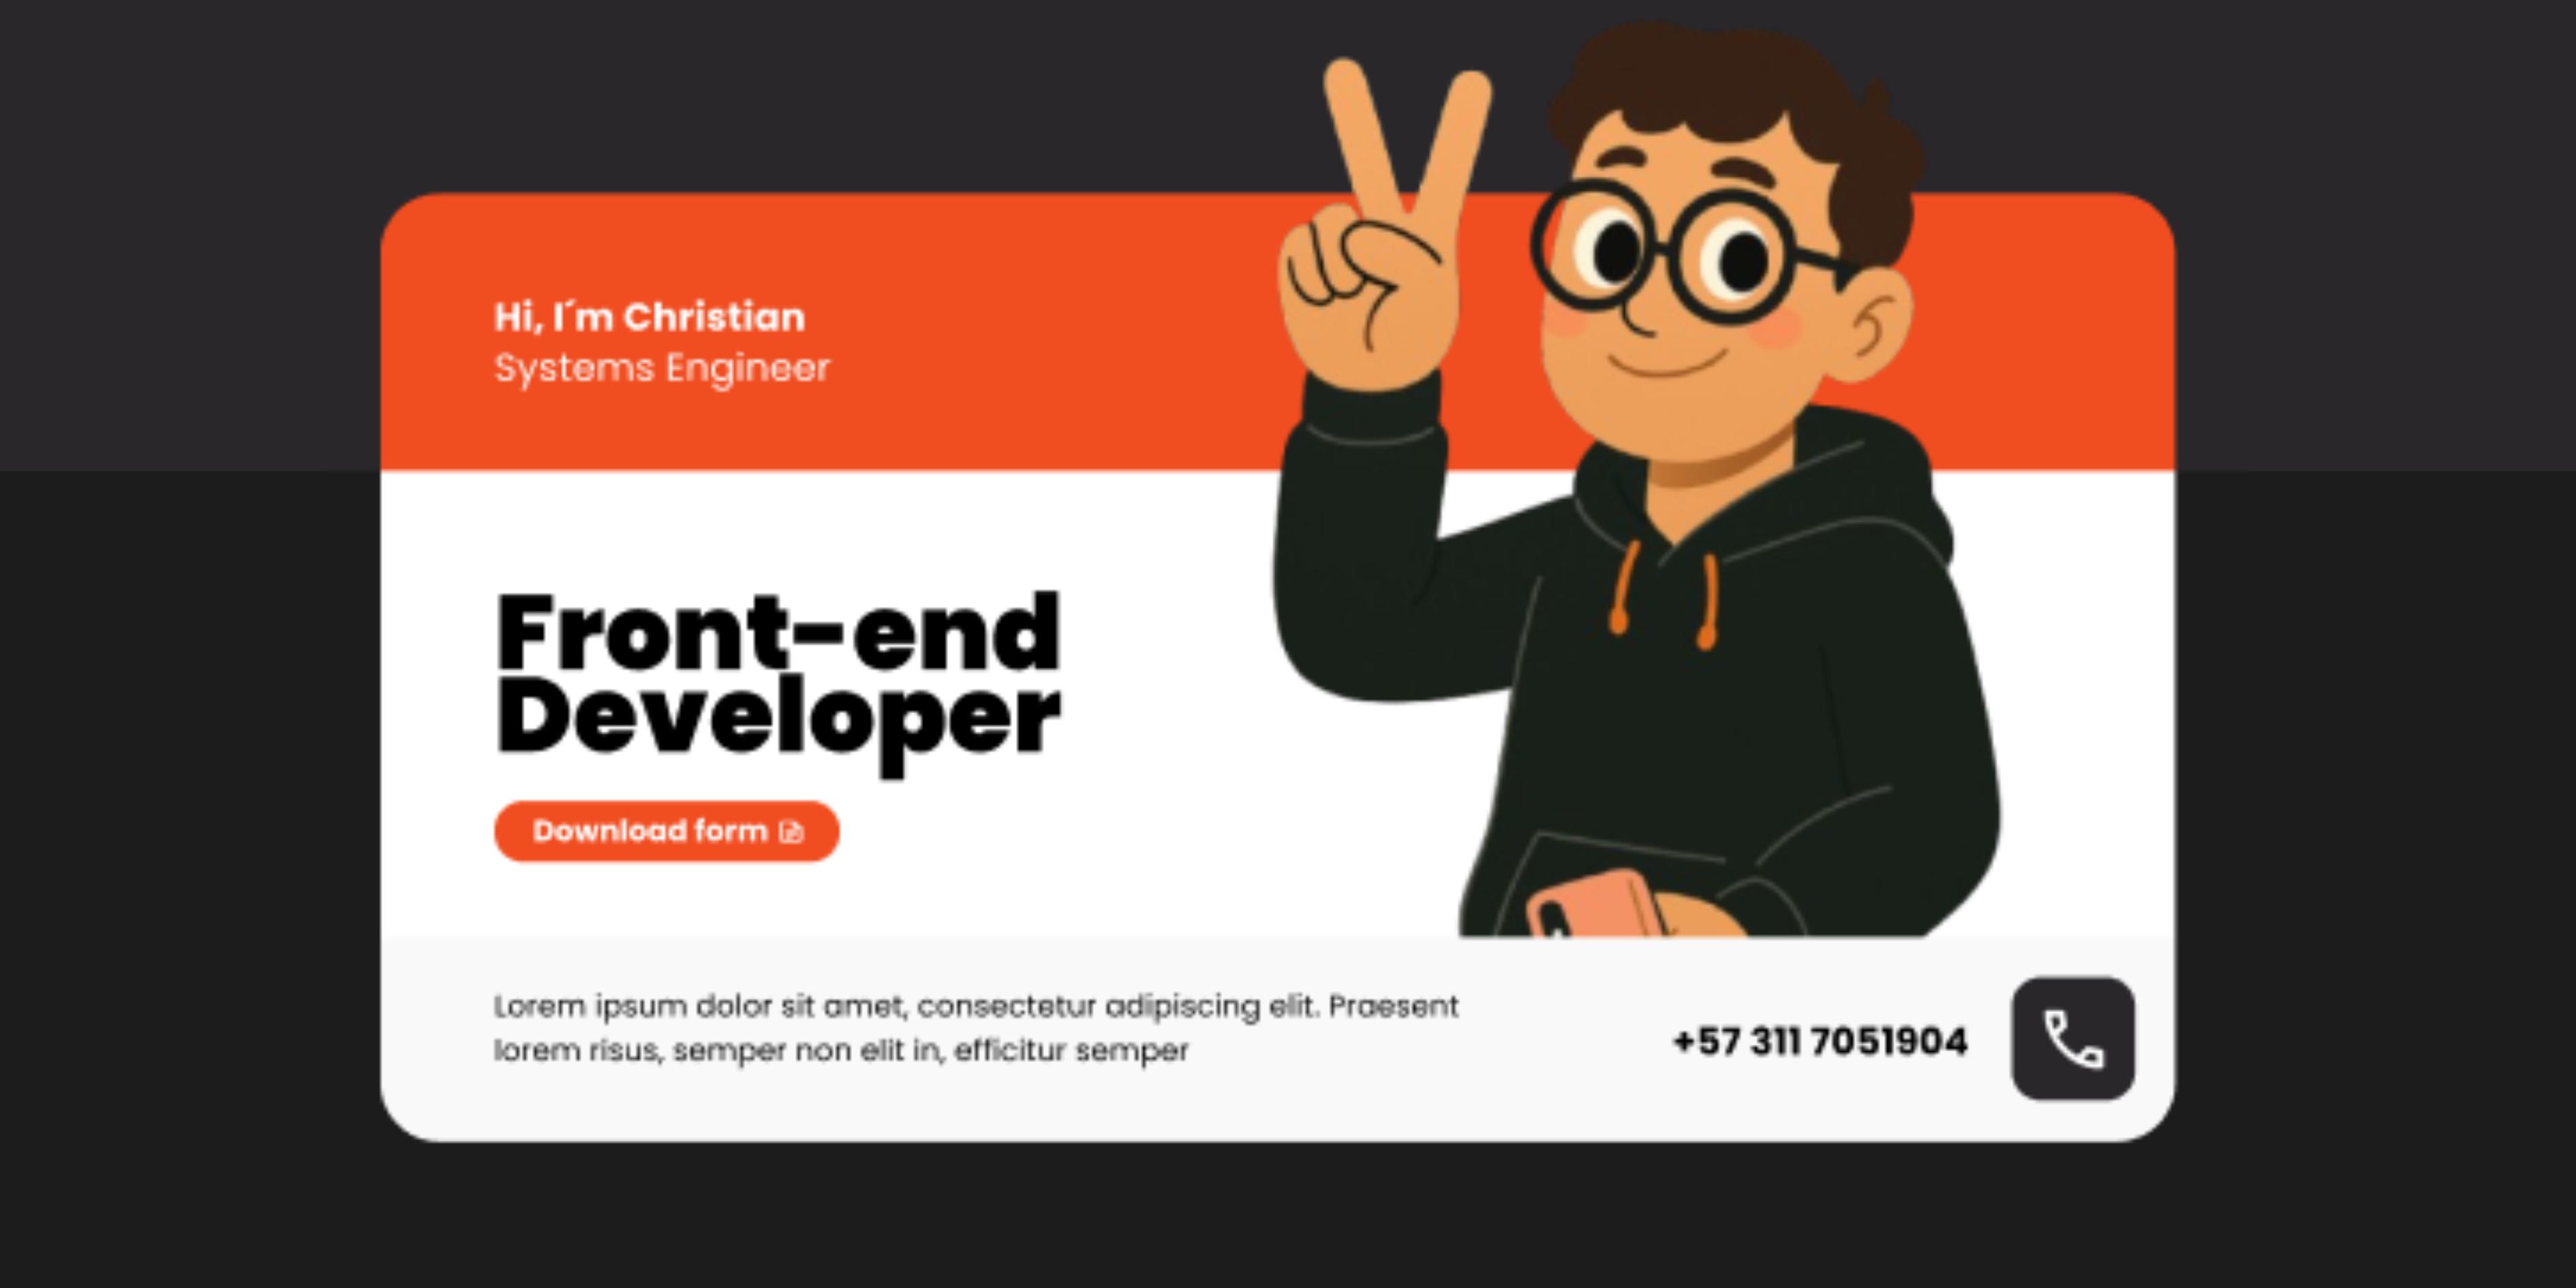 Hi, I´m Christian
Systems Engineer
Front-end
Developer
Download form
Lorem ipsum dolor sit amet, consectetur adipiscing elit. Praesent
lorem risus, semper non elit in, efficitur semper
+57 311 7051904